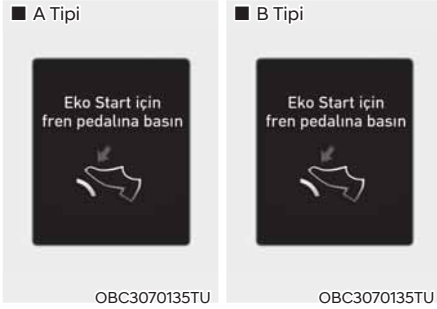 ■ A Tipi
Eko Start için
fren pedalına basın
OBC3070135TU
■ B Tipi
Eko Start için
fren pedalına basın
OBC3070135TU